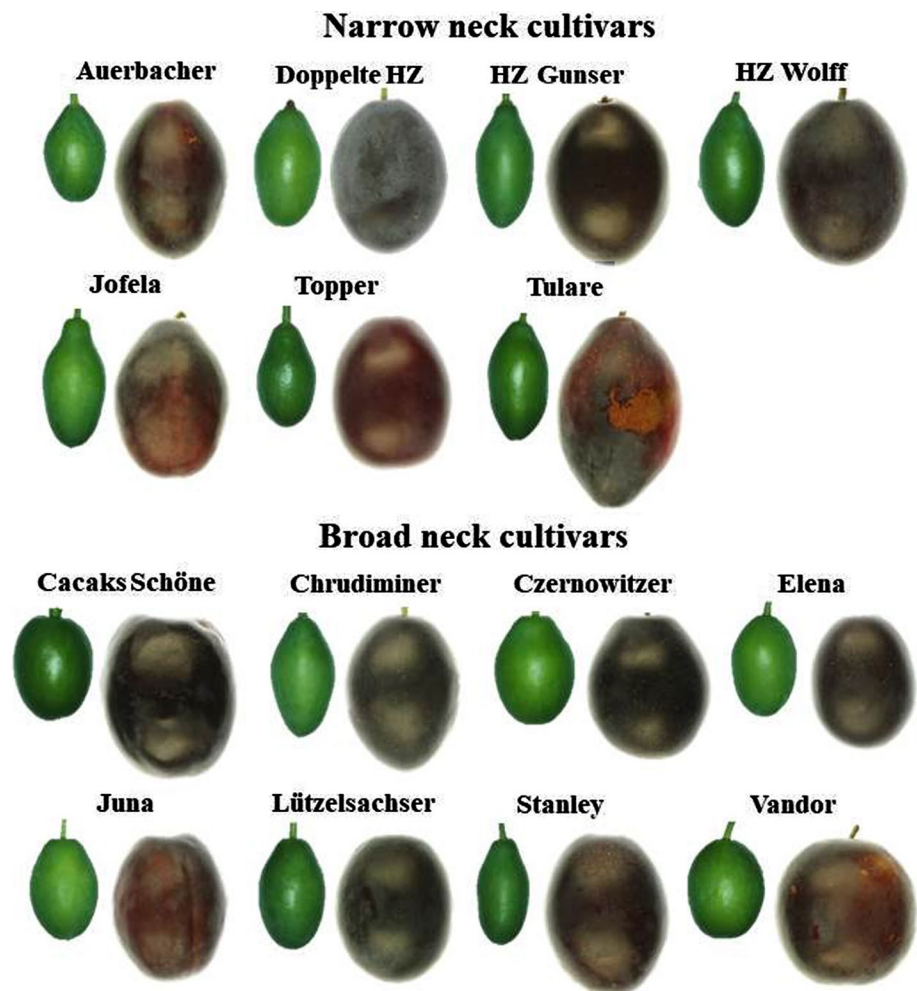 Narrow neck cultivars
Auerbacher
Doppelte HZ
HZ Gunser
HZ Wolff
Jofela
Topper
Tulare
Broad neck cultivars
Cacaks Schöne
Chrudiminer
Czernowitzer
Elena
Juna
Lützelsachser
Stanley
Vandor